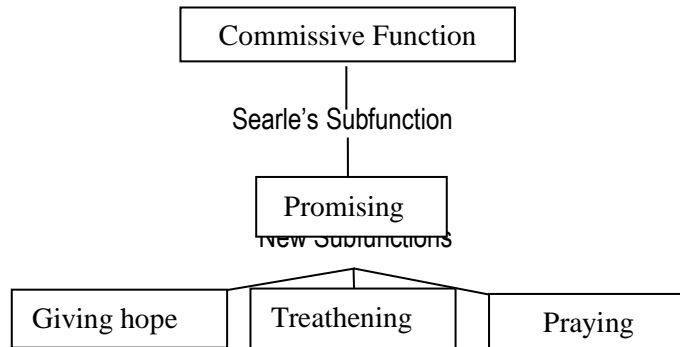 Commissive Function
Searle's Subfunction
Promising
New Subfunctions
Giving hope
Treathening
Praying